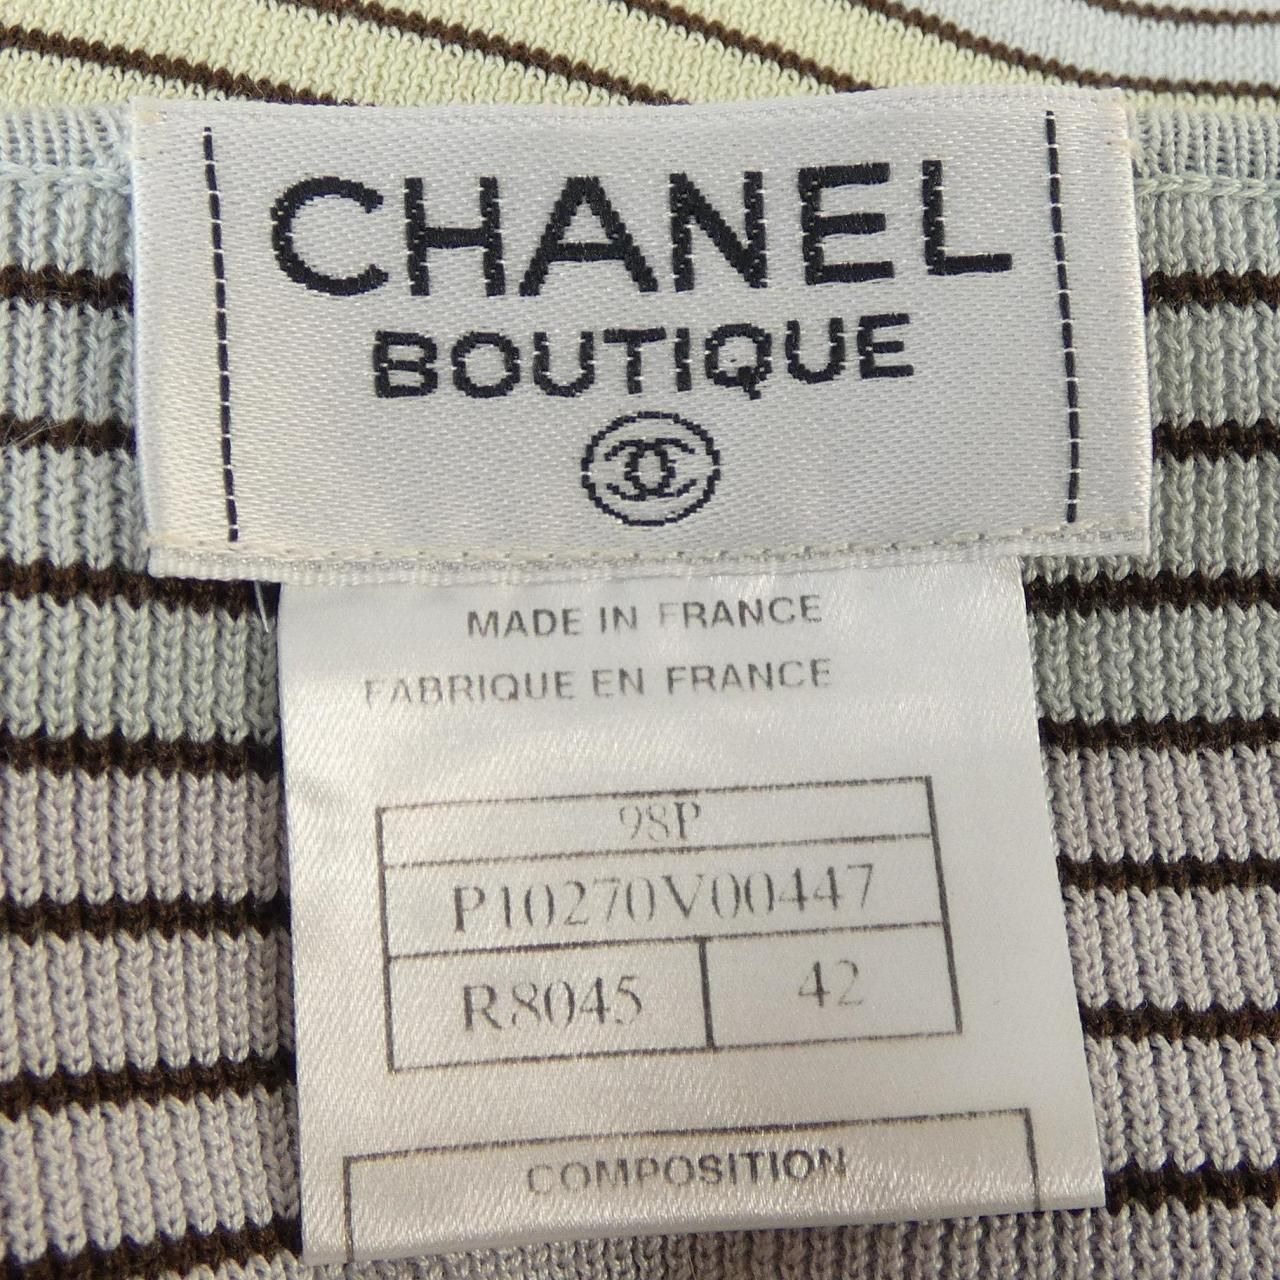 CHANEL
BOUTIQUE
MADE IN FRANCE
FABRIQUE EN FRANCE
98P
P10270V00447
R8045 42
COMPOSITION